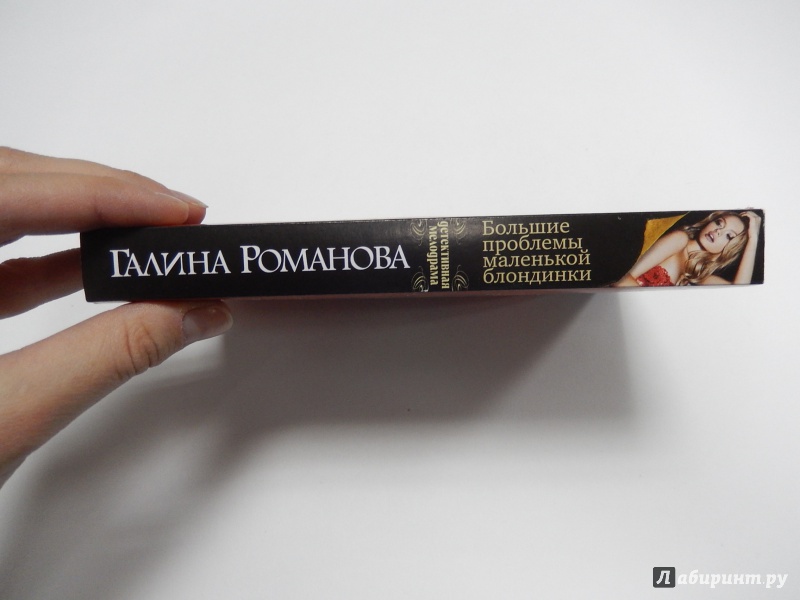 ГАЛИНА РОМАНОВА
детективная
мелодрама
Большие
проблемы
маленькой
блондинки
Лабиринт.ру